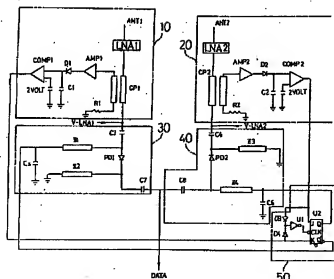 ANT1
10
LNA1
COMP1
D1
AMP1
2VOLT
C1
R1
CP1
V-LNA1
ANT2
20
LNA2
CP2
AMP2
D2
COMP2
R2
C2
2VOLT
V-LNA2
30
C3
PD1
C7
40
C6
PD2
R3
C8
R4
C5
U1
U2
J
CLK
K
50
DATA